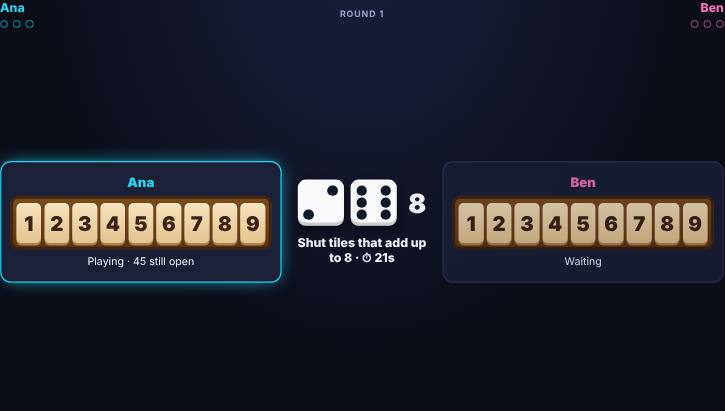 Ana
ROUND 1
Ben
Ana
1 2 3 4 5 6 7 8 9
Playing · 45 still open
8
Shut tiles that add up
to 8 · ⏱ 21s
Ben
1 2 3 4 5 6 7 8 9
Waiting